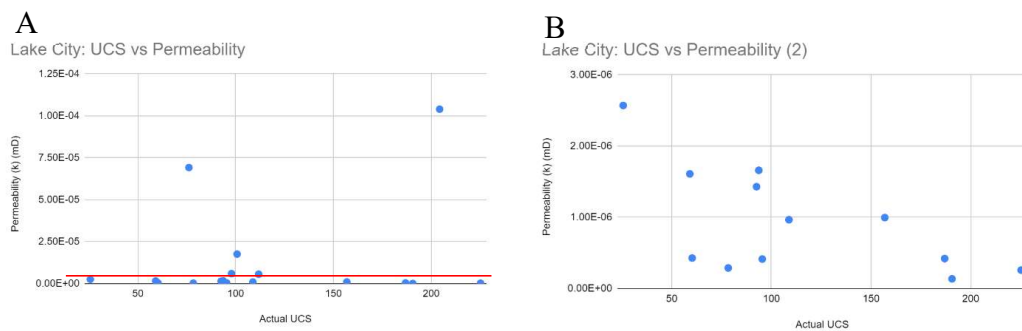 A
Lake City: UCS vs Permeability
1.25E-04
1.00E-04
7.50E-05
5.00E-05
2.50E-05
0.00E+00
Permeability (k) (mD)
50
100
150
200
Actual UCS
B
Lake City: UCS vs Permeability (2)
3.00E-06
2.00E-06
1.00E-06
0.00E+00
Permeability (k) (mD)
50
100
150
200
Actual UCS